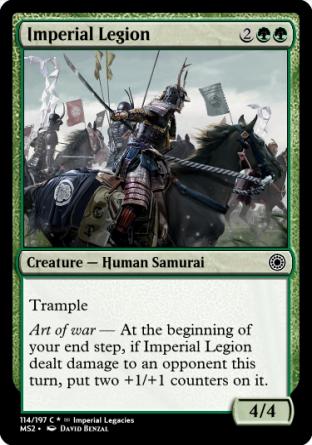 Imperial Legion 2
Creature — Human Samurai
Trample
Art of war — At the beginning of
your end step, if Imperial Legion
dealt damage to an opponent this
turn, put two +1/+1 counters on it.
4/4
114/197 C * ∞ Imperial Legacies
MS2 • David Benzal